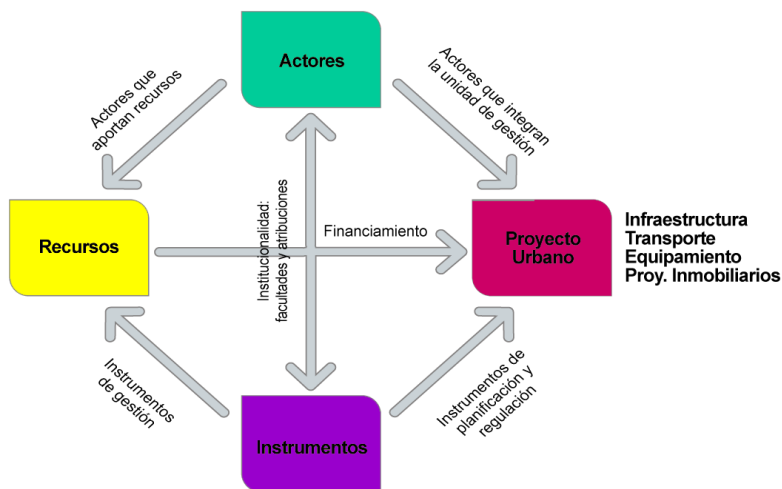 Actores
Actores que
aportan recursos
Actores que integran
la unidad de gestión
Institucionalidad:
facultades y atribuciones
Recursos
Financiamiento
Proyecto
Urbano
Infraestructura
Transporte
Equipamiento
Proy. Inmobiliarios
Instrumentos
de gestión
Instrumentos
Instrumentos de
planificación y
regulación